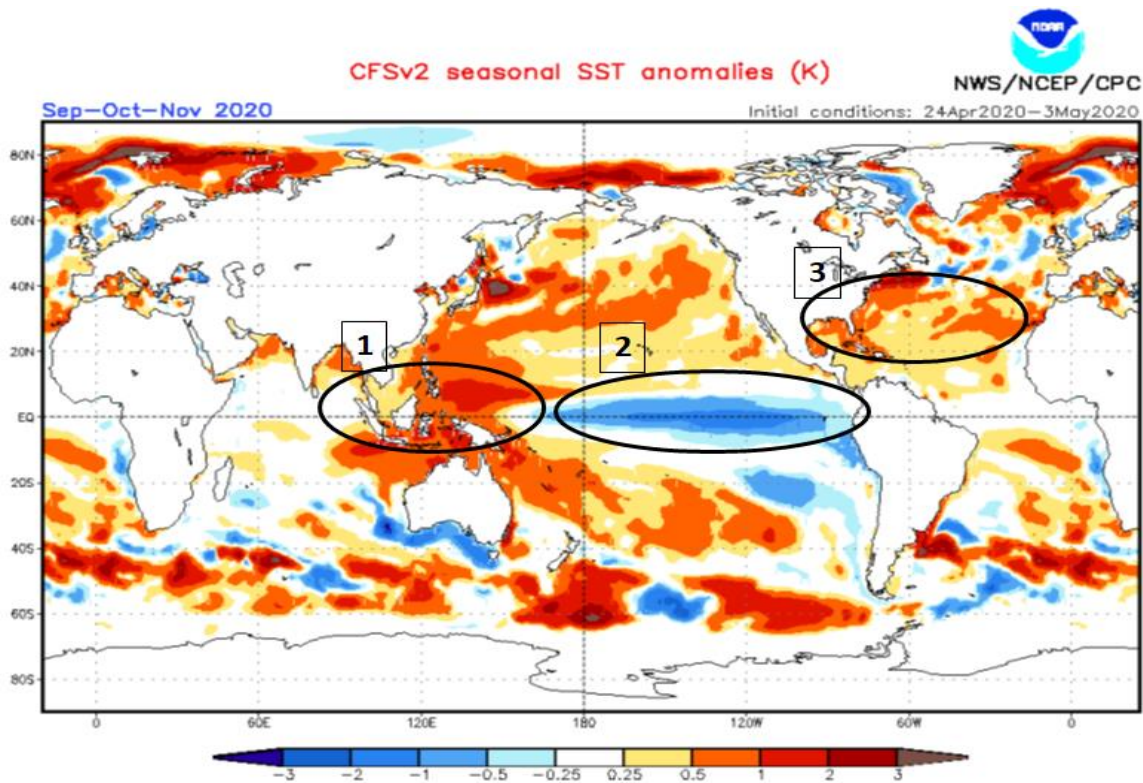 NOAA
NWS/NCEP/CPC
CFSv2 seasonal SST anomalies (K)
Sep-Oct-Nov 2020
Initial conditions: 24Apr2020-3May2020
80N
60N
40N
20N
EQ
20S
40S
60S
80S
3
1
2
0
60E
120E
180
120W
60W
0
-3 -2 -1 -0.5 -0.25 0.25 0.5 1 2 3